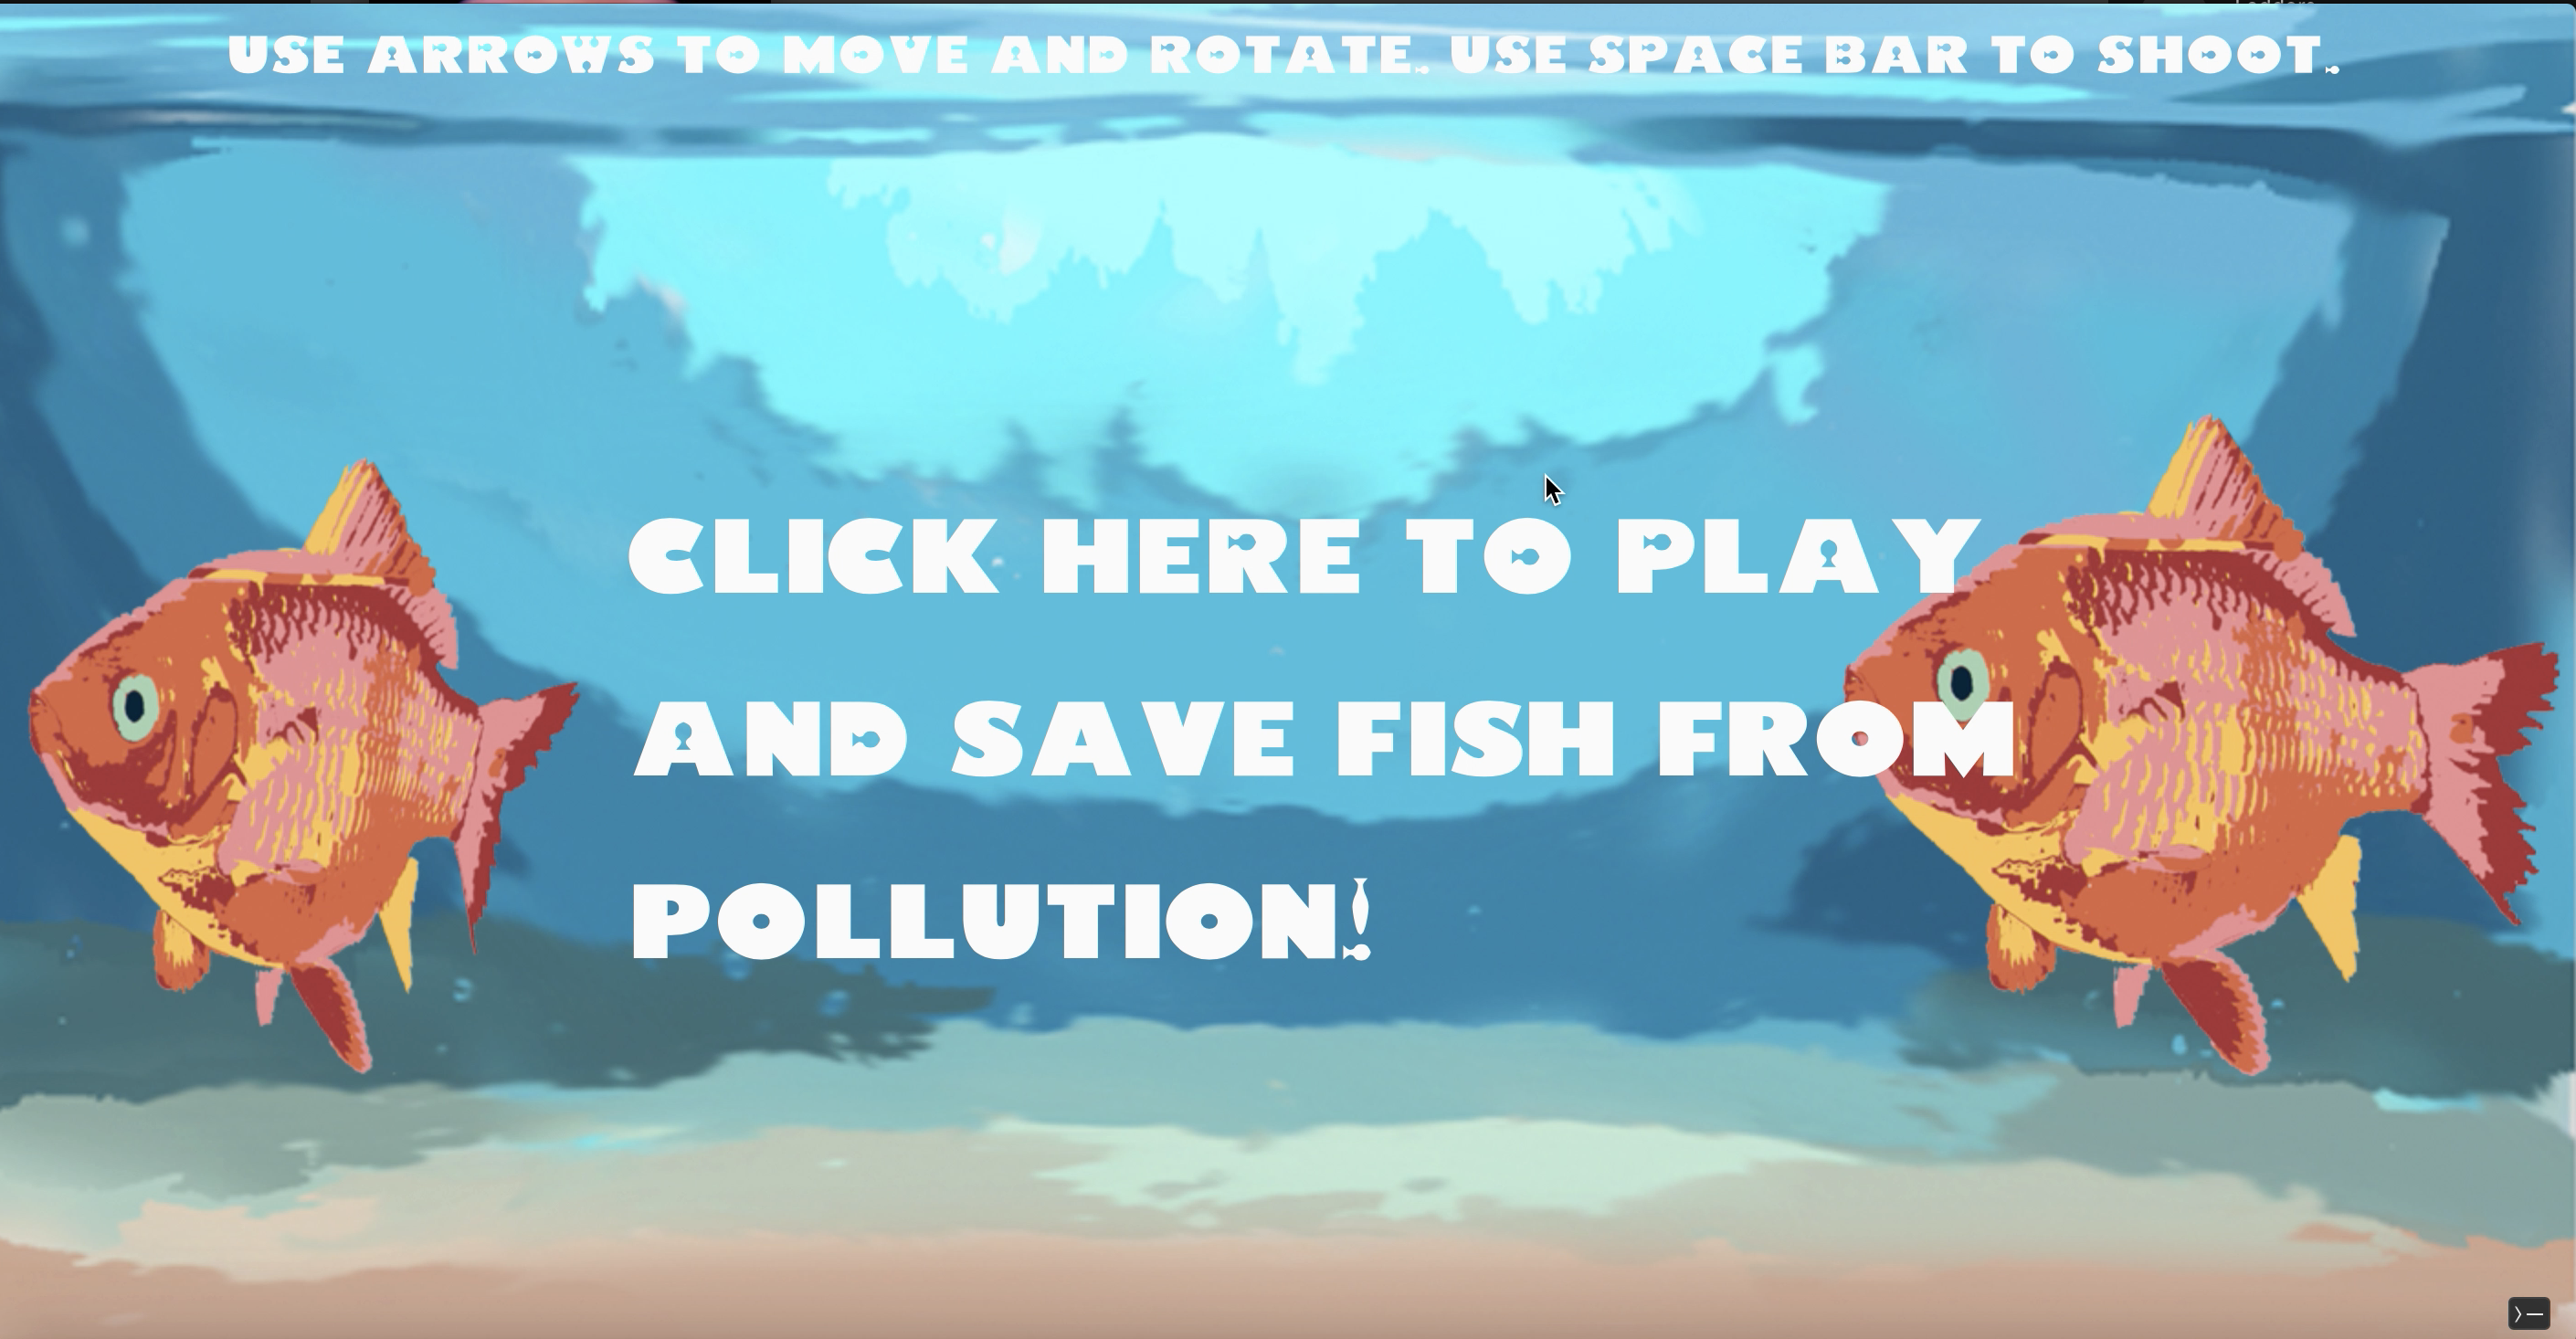 USE ARROWS TO MOVE AND ROTATE. USE SPACE BAR TO SHOOT.
CLICK HERE TO PLAY
AND SAVE FISH FROM
POLLUTION!